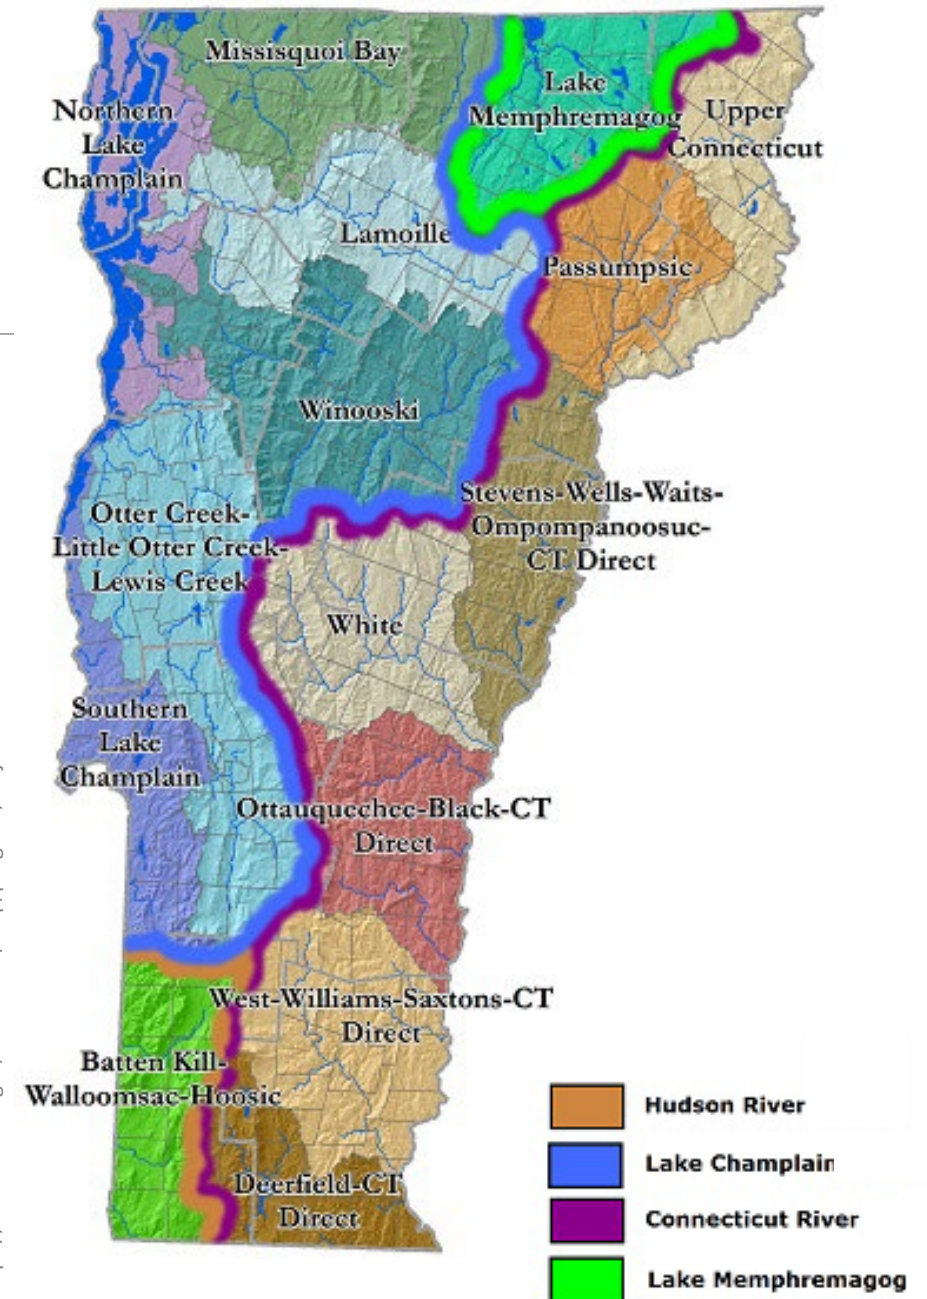 Missisquoi Bay
Northern
Lake
Champlain
Lake
Memphremagog
Upper
Connecticut
Lamoille
Passumpsic
Winooski
Stevens-Wells-Waits-
Ompompanoosuc-
CT Direct
Otter Creek-
Little Otter Creek-
Lewis Creek
White
Southern
Lake
Champlain
Ottauquechee-Black-CT
Direct
West-Williams-Saxtons-CT
Direct
Batten Kill-
Walloomsac-Hoosic
Deerfield-CT
Direct
Hudson River
Lake Champlain
Connecticut River
Lake Memphremagog